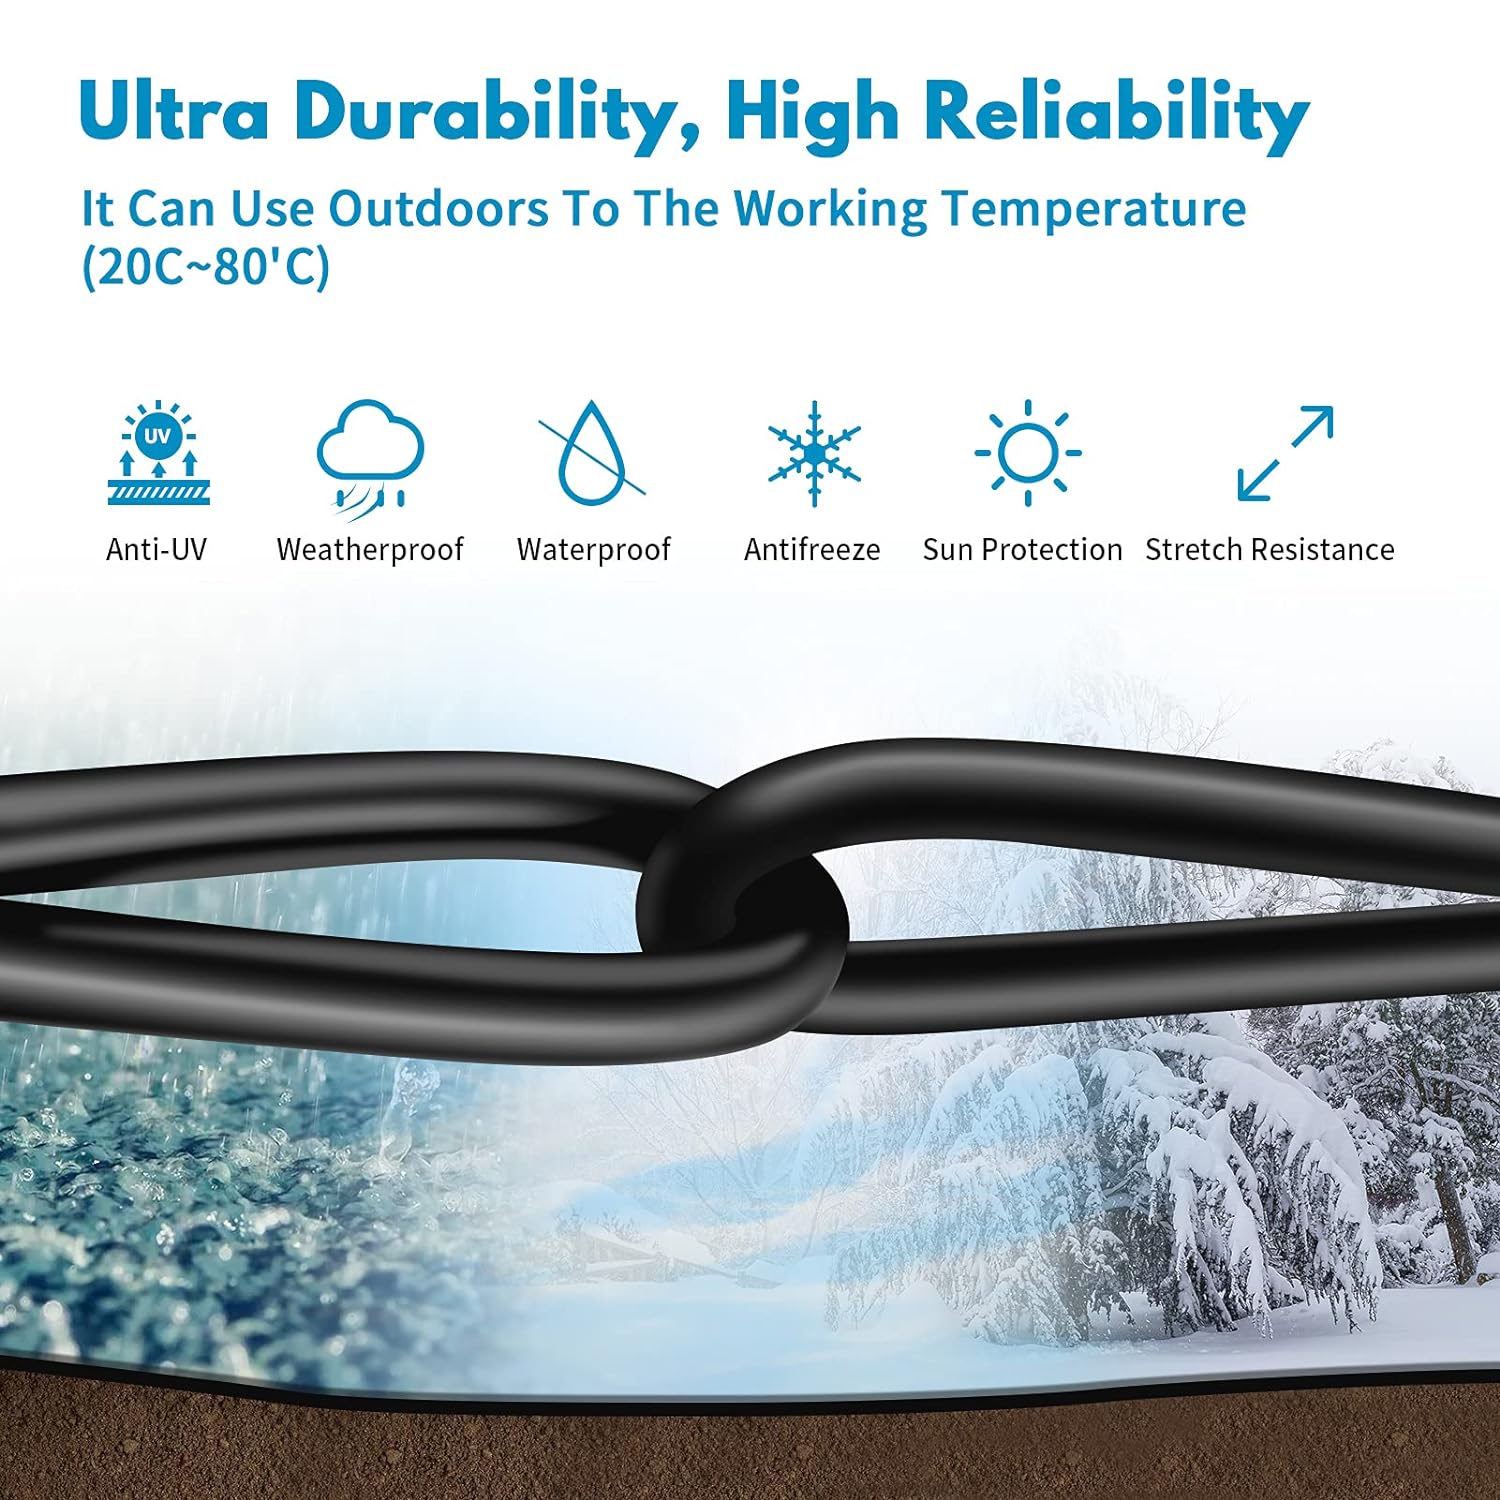 Ultra Durability, High Reliability
It Can Use Outdoors To The Working Temperature
(20C~80'C)
UV
Anti-UV
Weatherproof
Waterproof
Antifreeze
Sun Protection
Stretch Resistance